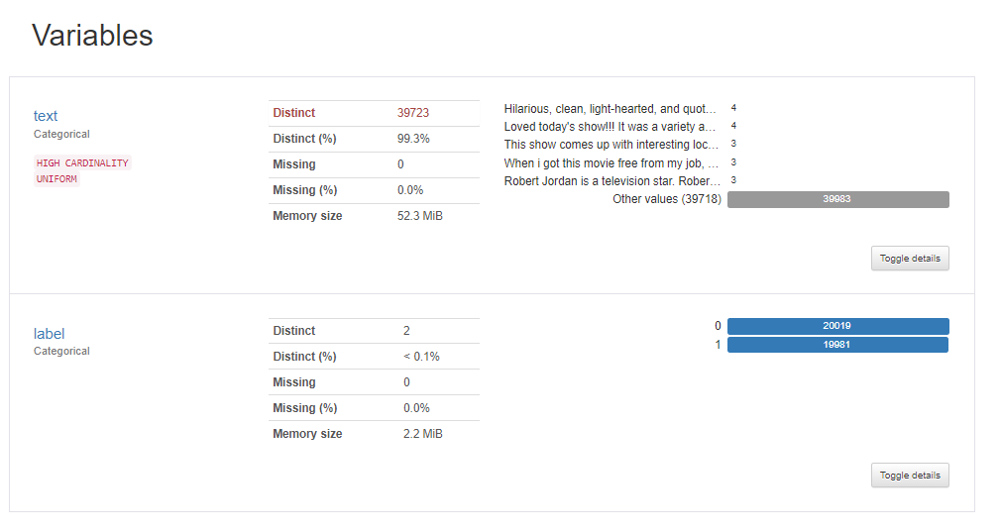 Variables
text
Categorical
HIGH CARDINALITY
UNIFORM
Distinct 39723
Distinct (%) 99.3%
Missing 0
Missing (%) 0.0%
Memory size 52.3 MiB
Hilarious, clean, light-hearted, and quot... 4
Loved today's show!!! It was a variety a... 4
This show comes up with interesting loc... 3
When i got this movie free from my job, ... 3
Robert Jordan is a television star. Rober... 3
Other values (39718) 39983
Toggle details
label
Categorical
Distinct 2
Distinct (%) < 0.1%
Missing 0
Missing (%) 0.0%
Memory size 2.2 MiB
0 20019
1 19981
Toggle details